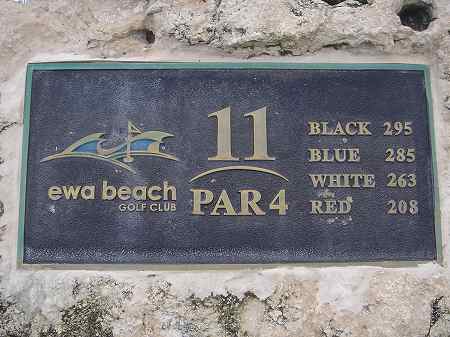 ewa beach
GOLF CLUB
11
PAR 4
BLACK 295
BLUE 285
WHITE 263
RED 208